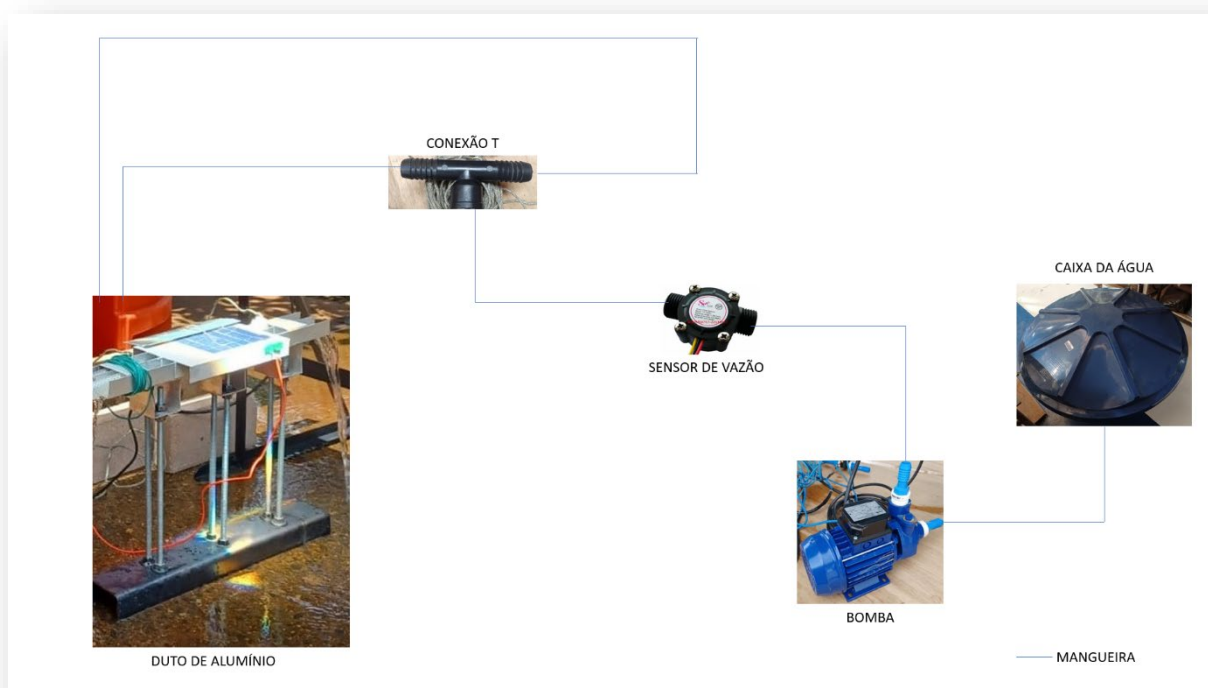 CONEXÃO T
CAIXA DA ÁGUA
SENSOR DE VAZÃO
BOMBA
DUTO DE ALUMÍNIO
MANGUEIRA